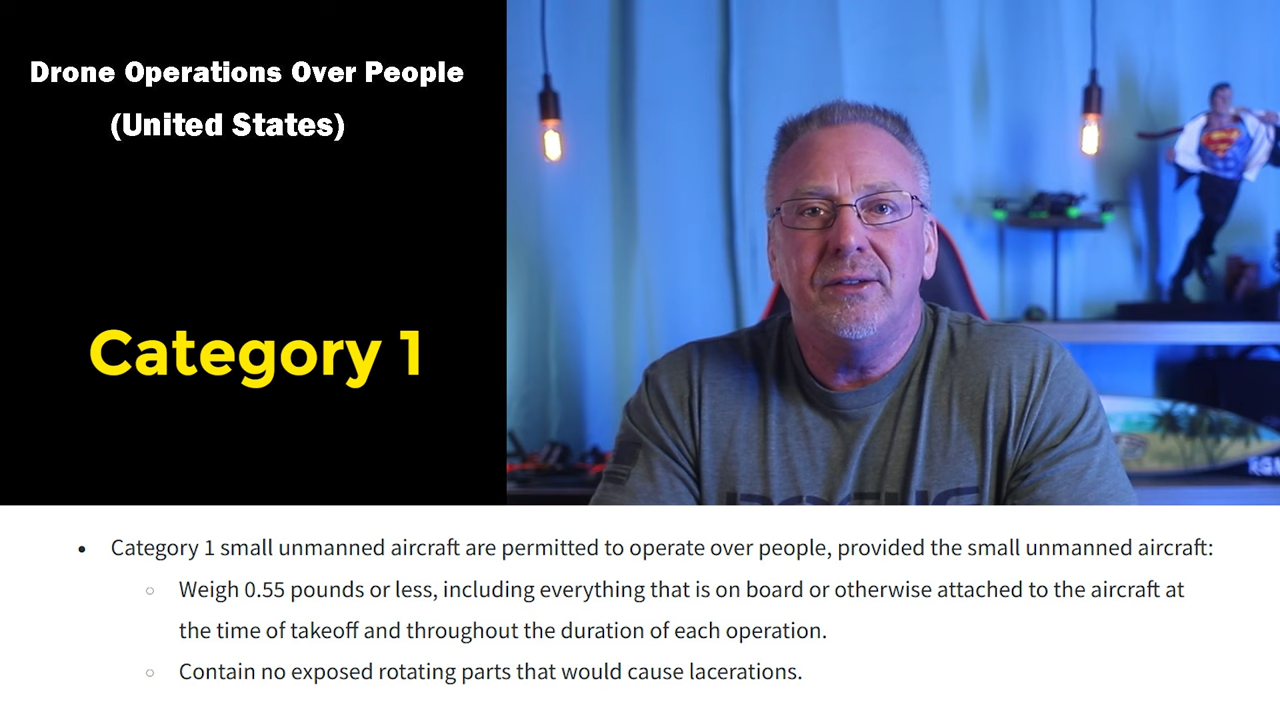 Drone Operations Over People
(United States)
Category 1
• Category 1 small unmanned aircraft are permitted to operate over people, provided the small unmanned aircraft:
○ Weigh 0.55 pounds or less, including everything that is on board or otherwise attached to the aircraft at
the time of takeoff and throughout the duration of each operation.
○ Contain no exposed rotating parts that would cause lacerations.